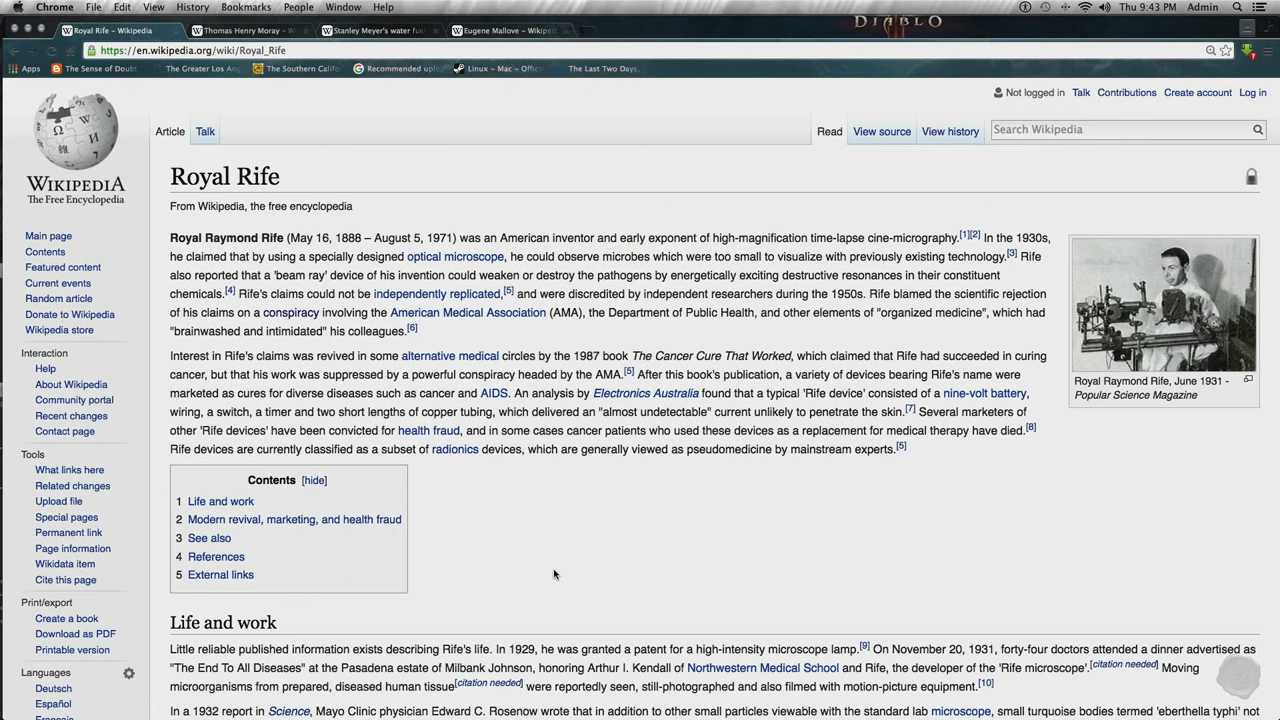 Chrome File Edit View History Bookmarks People Window Help Thu 9:43 PM Admin
DIABLO
Royal Rife – Wikipedia Thomas Henry Moray - Stanley Meyer's water fu Eugene Mallove – Wikipe
https://en.wikipedia.org/wiki/Royal_Rife
Apps The Sense of Doubt The Greater Los An The Southern Califo Recommended uplo Linux – Mac – Offici The Last Two Days.
Not logged in Talk Contributions Create account Log in
Article Talk Read View source View history Search Wikipedia
WIKIPEDIA
The Free Encyclopedia
Royal Rife
From Wikipedia, the free encyclopedia
Main page
Contents
Featured content
Current events
Random article
Donate to Wikipedia
Wikipedia store
Interaction
Help
About Wikipedia
Community portal
Recent changes
Contact page
Tools
What links here
Related changes
Upload file
Special pages
Permanent link
Page information
Wikidata item
Cite this page
Print/export
Create a book
Download as PDF
Printable version
Languages
Deutsch
Español
Français
Royal Raymond Rife (May 16, 1888 – August 5, 1971) was an American inventor and early exponent of high-magnification time-lapse cine-micrography.[1][2] In the 1930s,
he claimed that by using a specially designed optical microscope, he could observe microbes which were too small to visualize with previously existing technology.[3] Rife
also reported that a 'beam ray' device of his invention could weaken or destroy the pathogens by energetically exciting destructive resonances in their constituent
chemicals.[4] Rife's claims could not be independently replicated,[5] and were discredited by independent researchers during the 1950s. Rife blamed the scientific rejection
of his claims on a conspiracy involving the American Medical Association (AMA), the Department of Public Health, and other elements of "organized medicine", which had
"brainwashed and intimidated" his colleagues.[6]
Interest in Rife's claims was revived in some alternative medical circles by the 1987 book The Cancer Cure That Worked, which claimed that Rife had succeeded in curing
cancer, but that his work was suppressed by a powerful conspiracy headed by the AMA.[5] After this book's publication, a variety of devices bearing Rife's name were
marketed as cures for diverse diseases such as cancer and AIDS. An analysis by Electronics Australia found that a typical 'Rife device' consisted of a nine-volt battery,
wiring, a switch, a timer and two short lengths of copper tubing, which delivered an "almost undetectable" current unlikely to penetrate the skin.[7] Several marketers of
other 'Rife devices' have been convicted for health fraud, and in some cases cancer patients who used these devices as a replacement for medical therapy have died.[8]
Rife devices are currently classified as a subset of radionics devices, which are generally viewed as pseudomedicine by mainstream experts.[5]
Royal Raymond Rife, June 1931 -
Popular Science Magazine
Contents [hide]
1 Life and work
2 Modern revival, marketing, and health fraud
3 See also
4 References
5 External links
Life and work
Little reliable published information exists describing Rife's life. In 1929, he was granted a patent for a high-intensity microscope lamp.[9] On November 20, 1931, forty-four doctors attended a dinner advertised as
"The End To All Diseases" at the Pasadena estate of Milbank Johnson, honoring Arthur I. Kendall of Northwestern Medical School and Rife, the developer of the 'Rife microscope'.[citation needed] Moving
microorganisms from prepared, diseased human tissue[citation needed] were reportedly seen, still-photographed and also filmed with motion-picture equipment.[10]
In a 1932 report in Science, Mayo Clinic physician Edward C. Rosenow wrote that in addition to other small particles viewable with the standard lab microscope, small turquoise bodies termed 'eberthella typhi' not